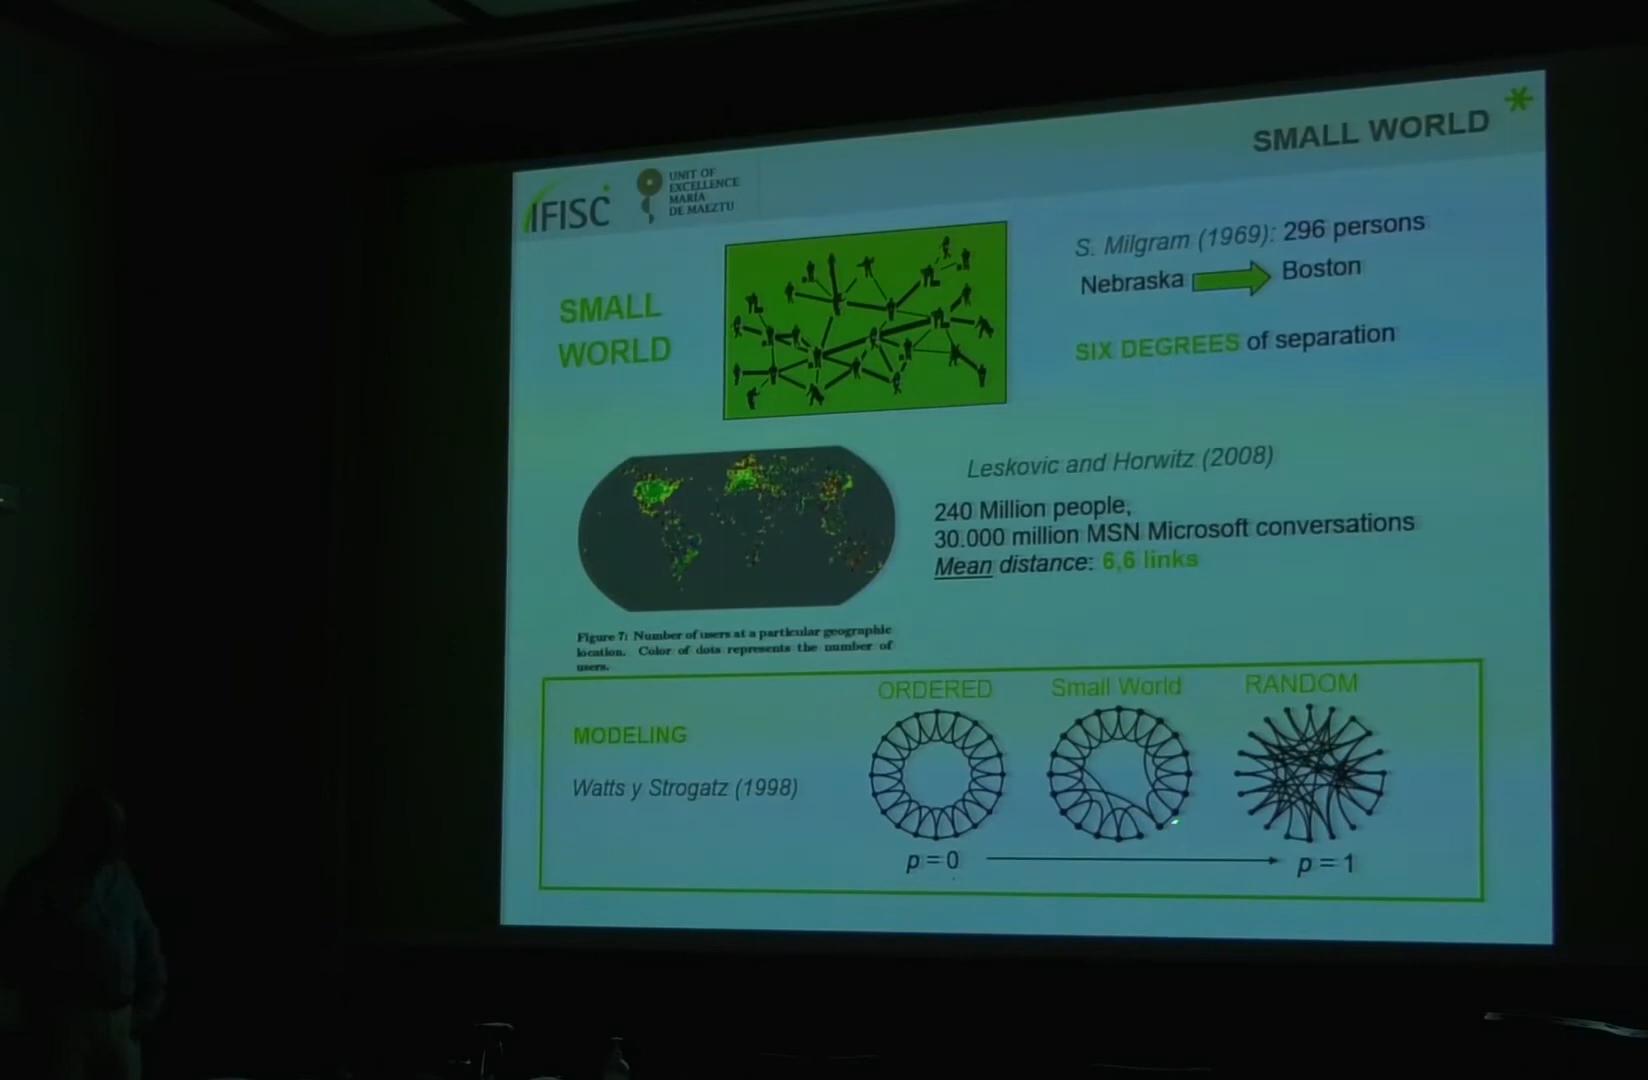 SMALL WORLD
IFISC
UNIT OF
EXCELLENCE
MARÍA
DE MAEZTU
SMALL
WORLD
S. Milgram (1969): 296 persons
Nebraska Boston
SIX DEGREES of separation
Leskovic and Horwitz (2008)
240 Million people,
30.000 million MSN Microsoft conversations
Mean distance: 6,6 links
Figure 7: Number of users at a particular geographic
location. Color of dots represents the number of
users.
ORDERED Small World RANDOM
MODELING
Watts y Strogatz (1998)
p = 0 p = 1